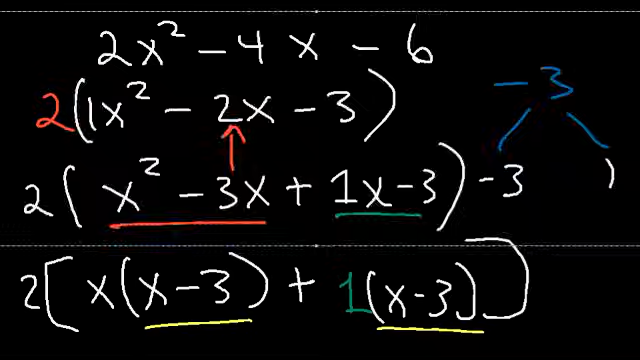 2x² - 4x - 6
2(1x² - 2x - 3)
- 3
2(x² - 3x + 1x - 3)
-3 1
2[x(x - 3) + 1(x - 3)]